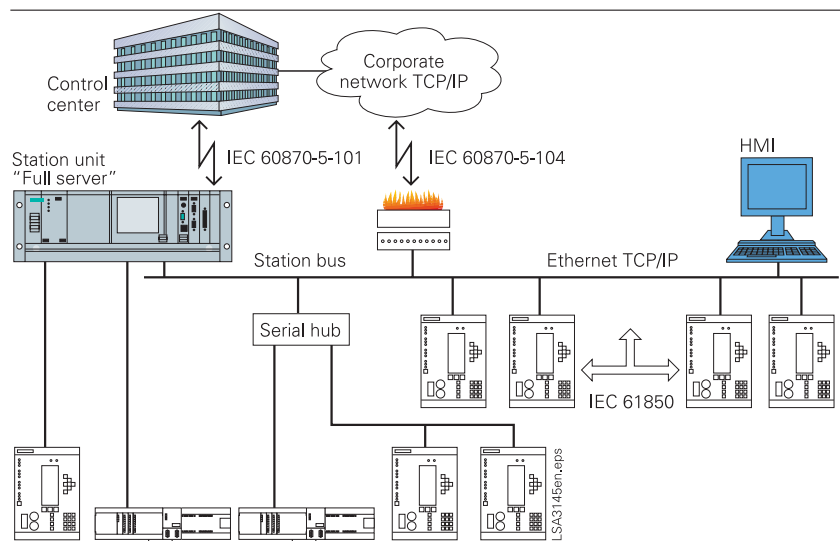 Control
center
Corporate
network TCP/IP
IEC 60870-5-101
IEC 60870-5-104
Station unit
“Full server”
HMI
Station bus
Ethernet TCP/IP
Serial hub
IEC 61850
LSA3145en.eps